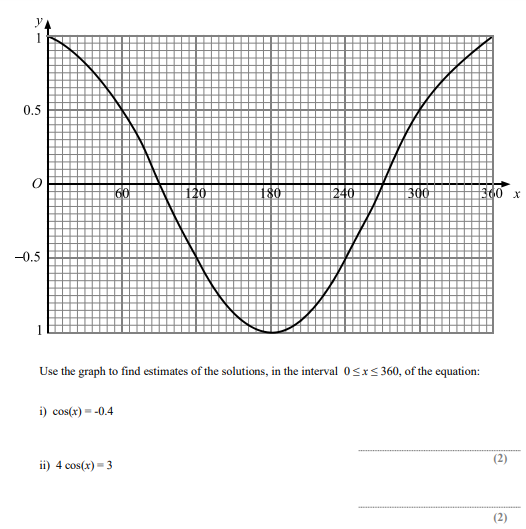 y
1
0.5
O
60 120 180 240 300 360 x
–0.5
1
Use the graph to find estimates of the solutions, in the interval 0 ≤ x ≤ 360, of the equation:
i) cos(x) = -0.4
(2)
ii) 4 cos(x) = 3
(2)